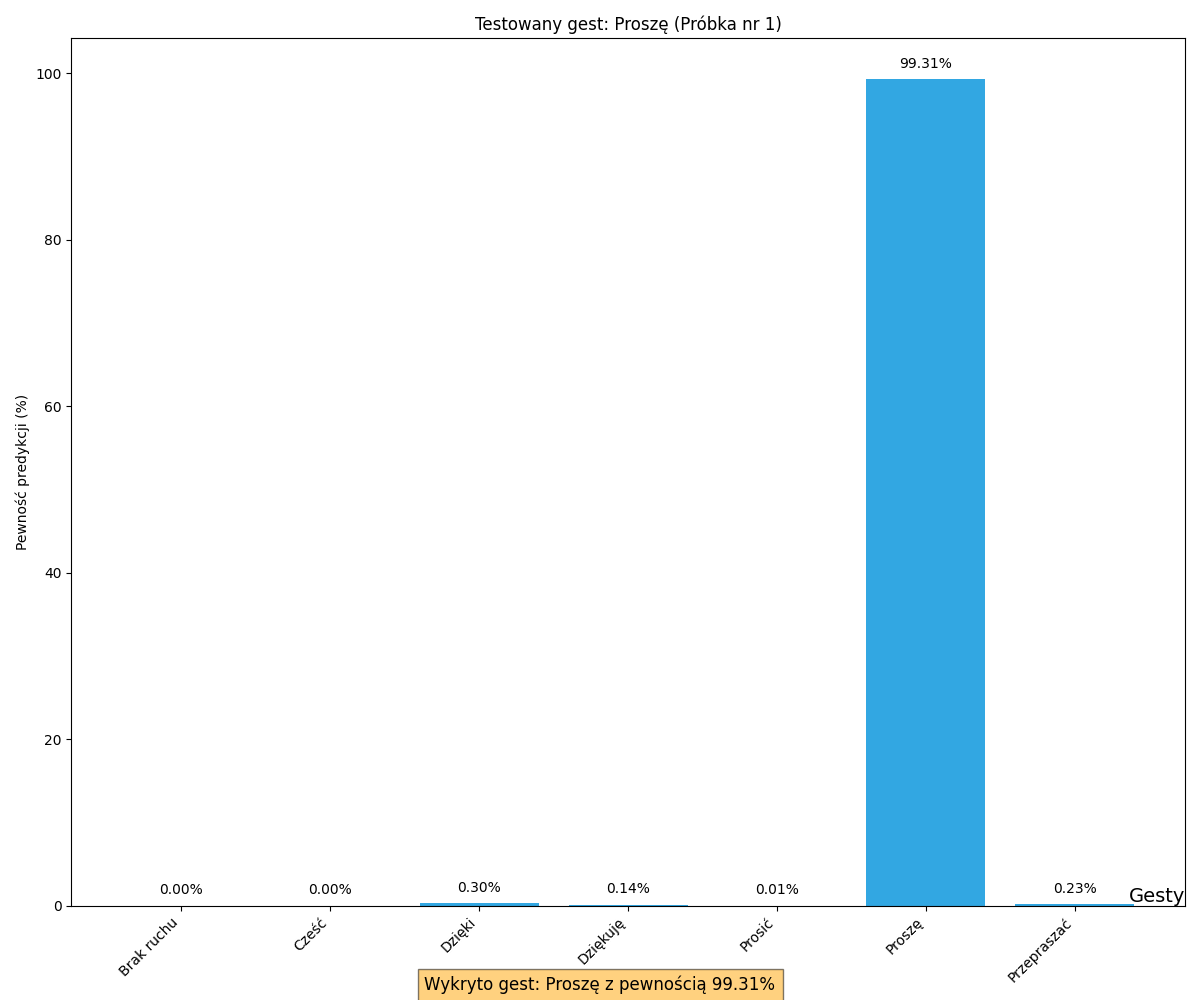 Testowany gest: Proszę (Próbka nr 1)
Pewność predykcji (%)
100
80
60
40
20
0
99.31%
0.00%
0.00%
0.30%
0.14%
0.01%
0.23%
Gesty
Brak ruchu
Cześć
Dzięki
Dziękuję
Prosić
Proszę
Przepraszać
Wykryto gest: Proszę z pewnością 99.31%